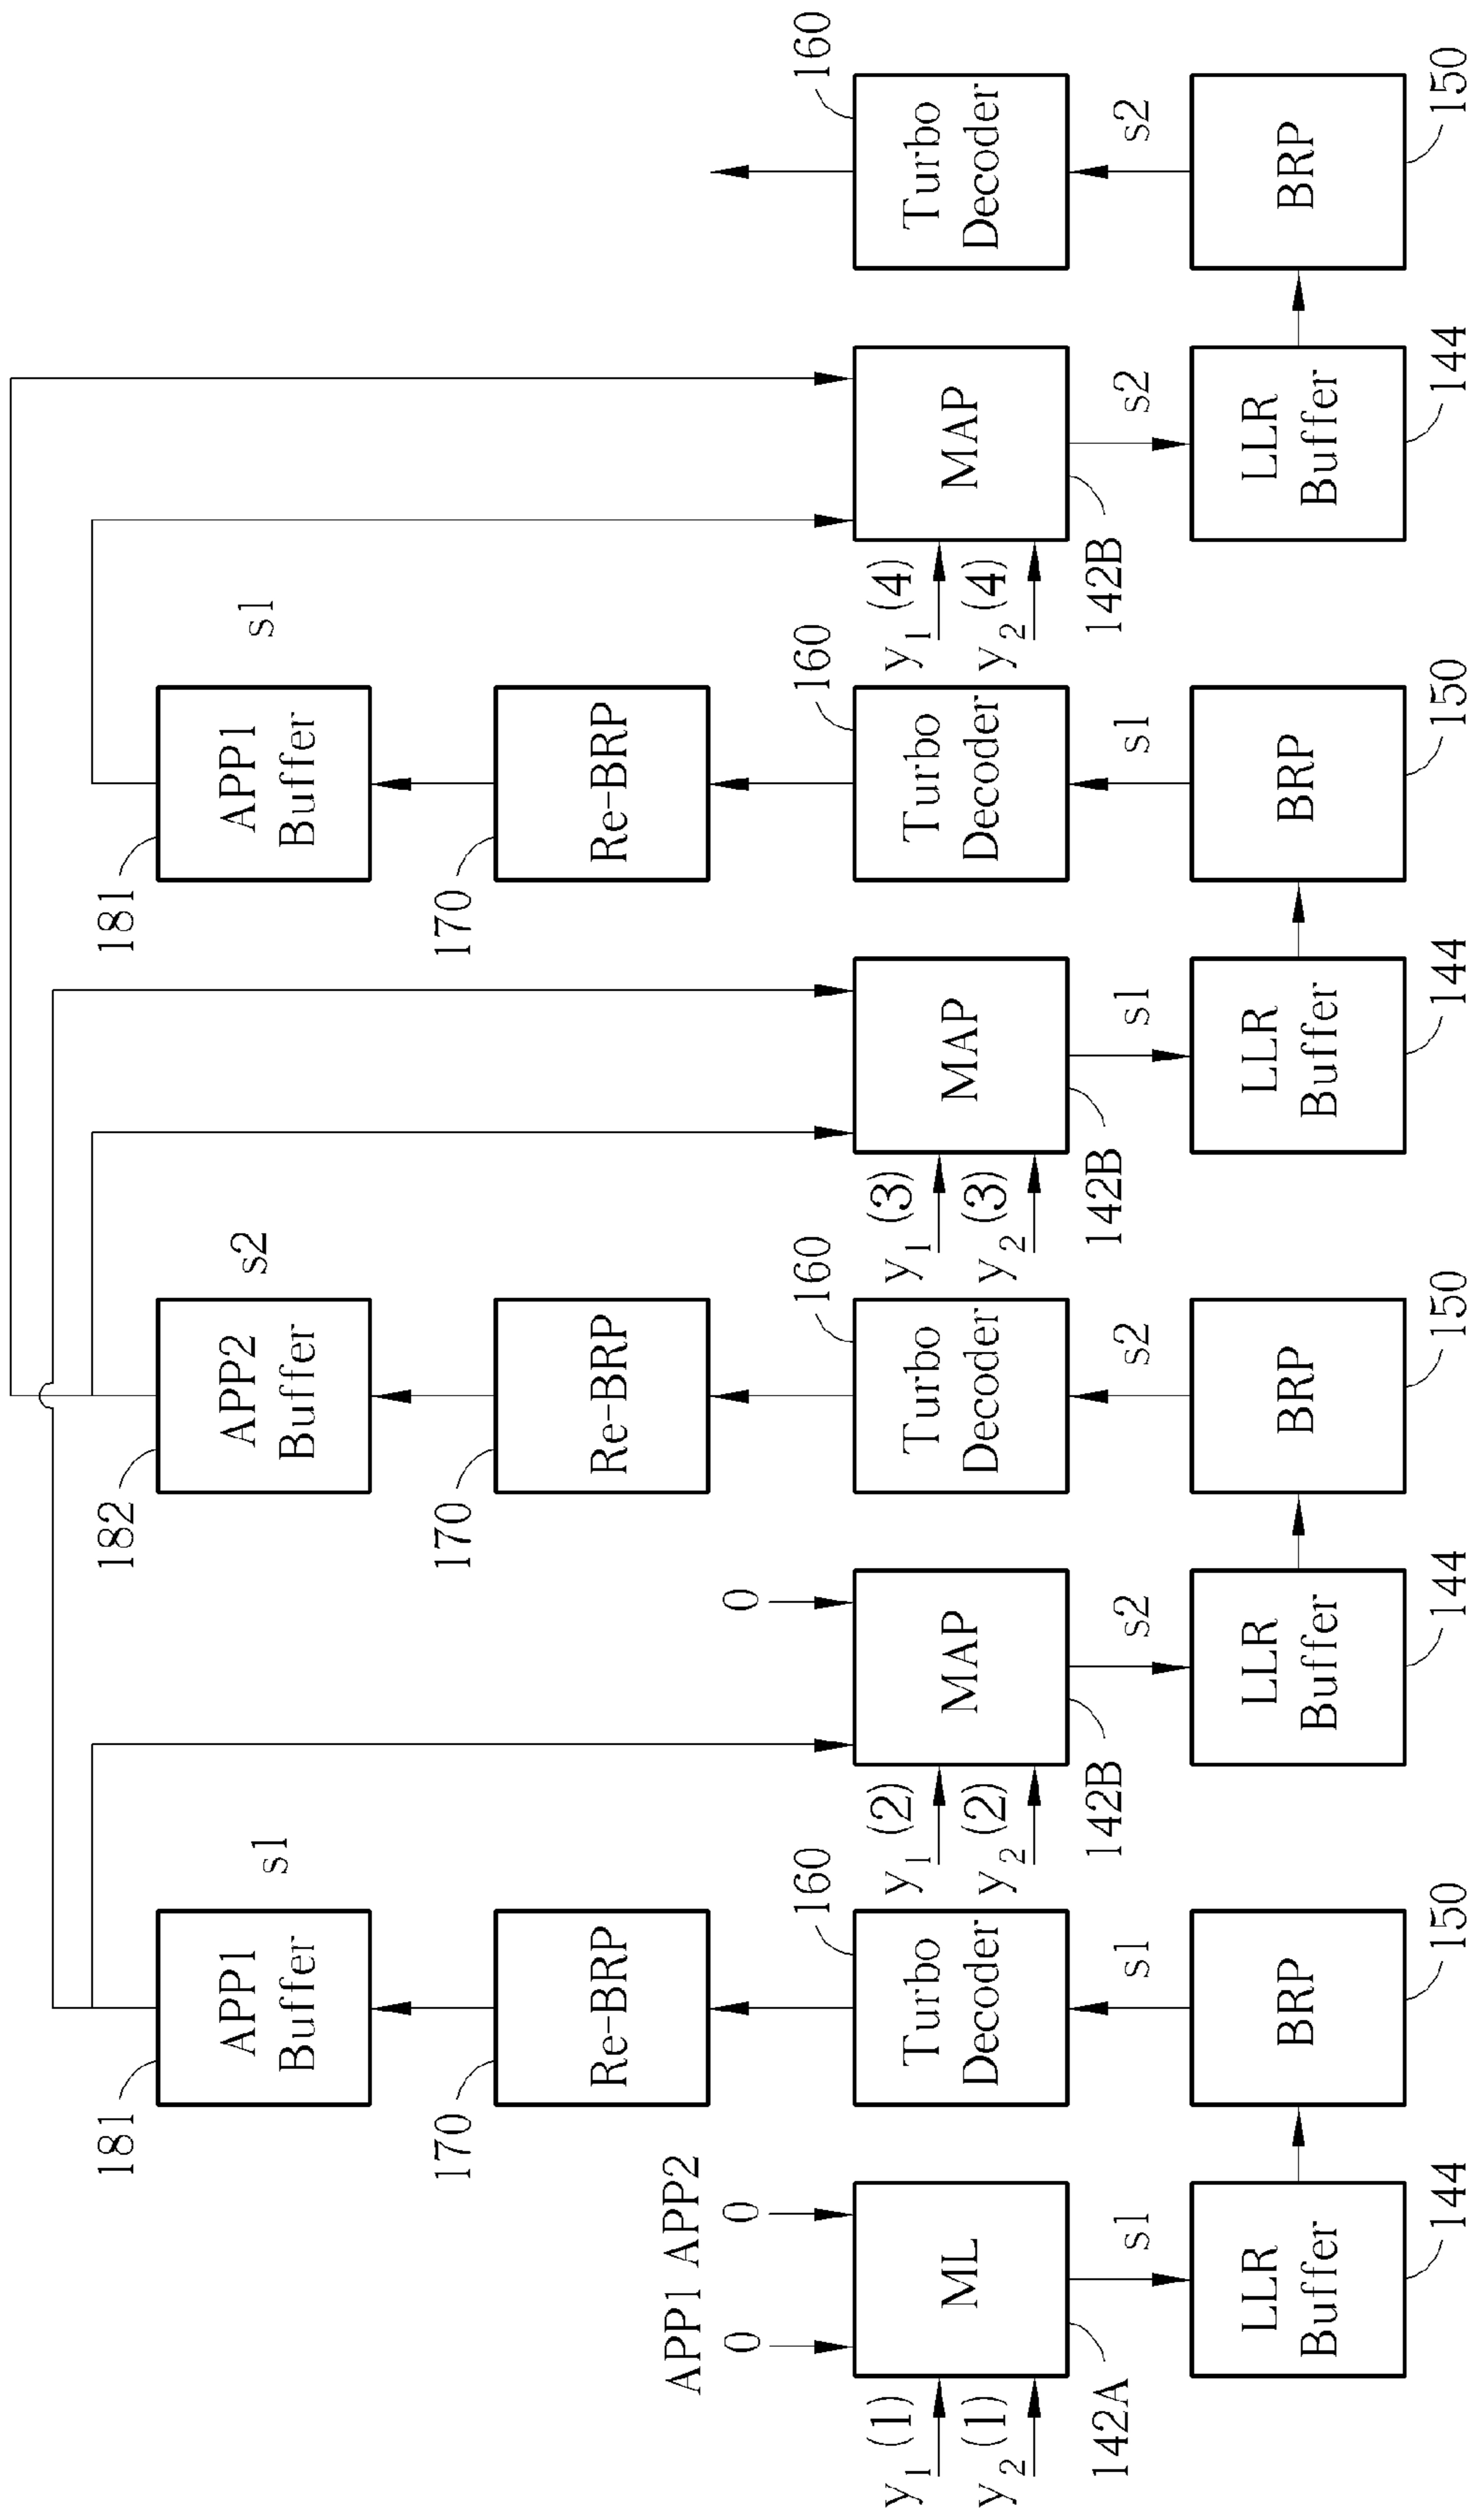 181
APP1
Buffer
s1
182
APP2
Buffer
s2
181
APP1
Buffer
s1
170
Re-BRP
170
Re-BRP
170
Re-BRP
APP1 APP2
0 0
0
160
160
160
160
y1 (1)
y2 (1)
ML
142A
Turbo
Decoder
y1 (2)
y2 (2)
MAP
142B
Turbo
Decoder
y1 (3)
y2 (3)
MAP
142B
Turbo
Decoder
y1 (4)
y2 (4)
MAP
142B
Turbo
Decoder
s1
s1
s2
s2
s1
s1
s2
s2
LLR
Buffer
BRP
LLR
Buffer
BRP
LLR
Buffer
BRP
LLR
Buffer
BRP
144
150
144
150
144
150
144
150